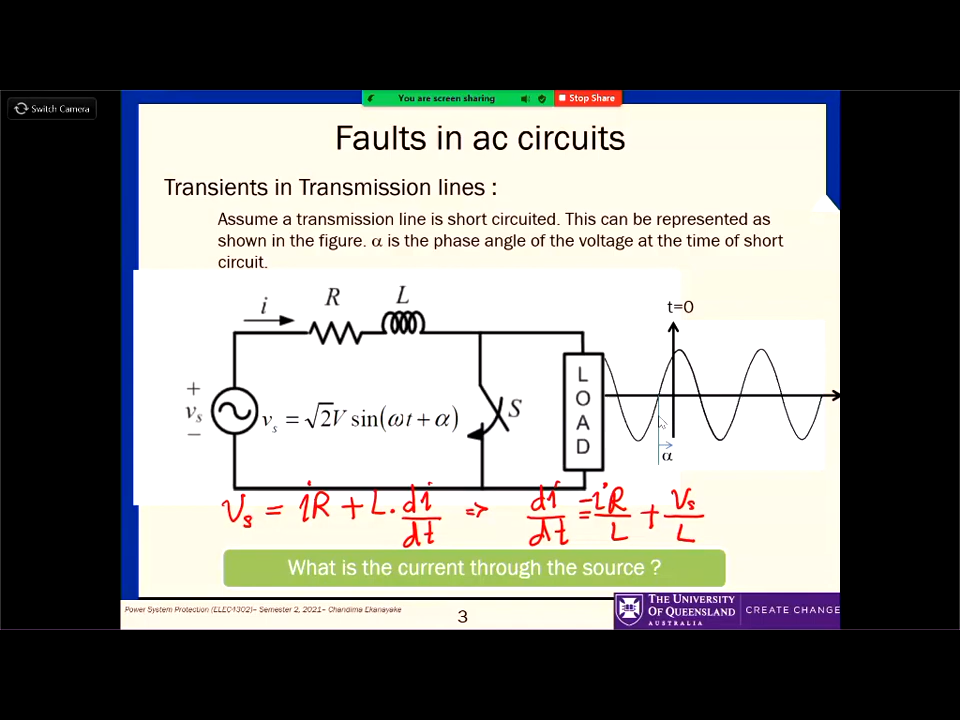 Switch Camera
You are screen sharing
Stop Share
Faults in ac circuits
Transients in Transmission lines :
Assume a transmission line is short circuited. This can be represented as
shown in the figure. α is the phase angle of the voltage at the time of short
circuit.
i
R
L
t=0
+
vs
−
vs = √2V sin(ωt + α)
S
LOAD
α
Vs = iR + L. di/dt => di/dt = -iR/L + Vs/L
What is the current through the source ?
Power System Protection (ELEC4302)– Semester 2, 2021– Chandima Ekanayake
3
THE UNIVERSITY
OF QUEENSLAND
AUSTRALIA
CREATE CHANGE